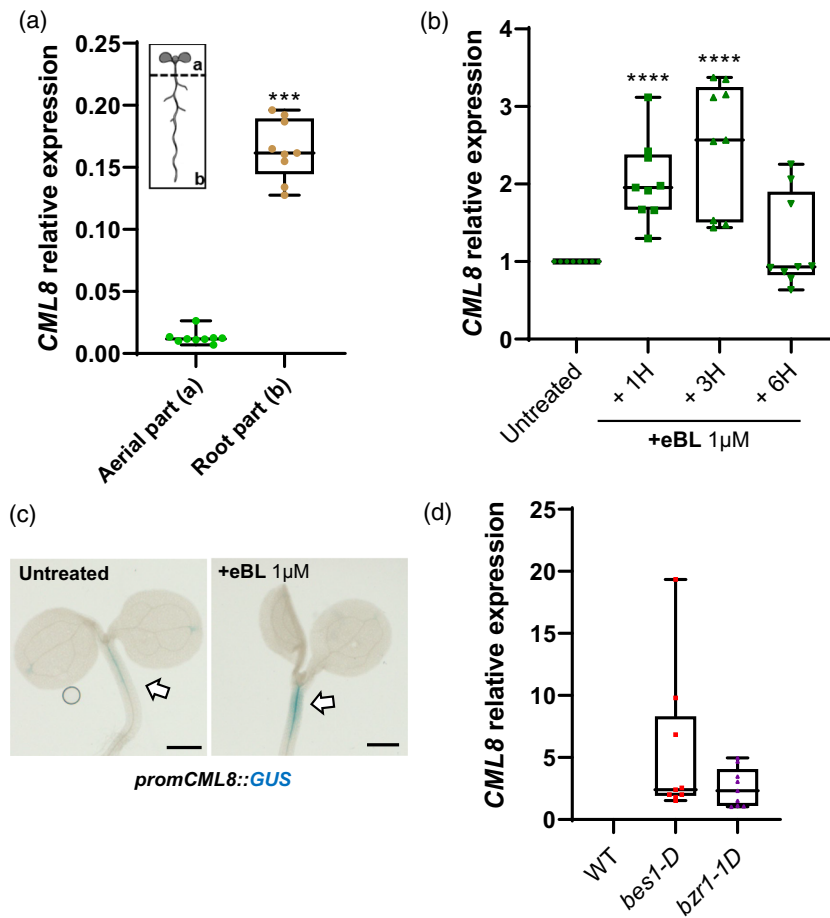 (a)
CML8 relative expression
0.25
0.20
0.15
0.10
0.05
0.00
a
b
***
Aerial part (a)
Root part (b)
(b)
CML8 relative expression
4
3
2
1
0
****
****
Untreated
+ 1H
+ 3H
+ 6H
+eBL 1µM
(c)
Untreated
+eBL 1µM
promCML8::GUS
(d)
CML8 relative expression
25
20
15
10
5
0
WT
bes1-D
bzr1-1D